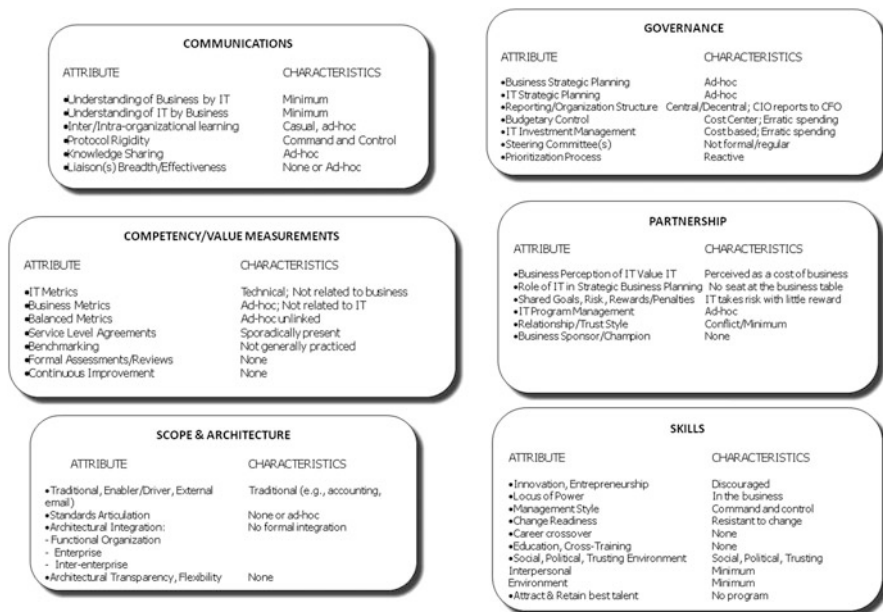 COMMUNICATIONS
ATTRIBUTE CHARACTERISTICS
•Understanding of Business by IT Minimum
•Understanding of IT by Business Minimum
•Inter/Intra-organizational learning Casual, ad-hoc
•Protocol Rigidity Command and Control
•Knowledge Sharing Ad-hoc
•Liaison(s) Breadth/Effectiveness None or Ad-hoc
GOVERNANCE
ATTRIBUTE CHARACTERISTICS
•Business Strategic Planning Ad-hoc
•IT Strategic Planning Ad-hoc
•Reporting/Organization Structure Central/Decentral; CIO reports to CFO
•Budgetary Control Cost Center; Erratic spending
•IT Investment Management Cost based; Erratic spending
•Steering Committee(s) Not formal/regular
•Prioritization Process Reactive
COMPETENCY/VALUE MEASUREMENTS
ATTRIBUTE CHARACTERISTICS
•IT Metrics Technical; Not related to business
•Business Metrics Ad-hoc; Not related to IT
•Balanced Metrics Ad-hoc unlinked
•Service Level Agreements Sporadically present
•Benchmarking Not generally practiced
•Formal Assessments/Reviews None
•Continuous Improvement None
PARTNERSHIP
ATTRIBUTE CHARACTERISTICS
•Business Perception of IT Value IT Perceived as a cost of business
•Role of IT in Strategic Business Planning No seat at the business table
•Shared Goals, Risk, Rewards/Penalties IT takes risk with little reward
•IT Program Management Ad-hoc
•Relationship/Trust Style Conflict/Minimum
•Business Sponsor/Champion None
SCOPE & ARCHITECTURE
ATTRIBUTE CHARACTERISTICS
•Traditional, Enabler/Driver, External Traditional (e.g., accounting,
email)
•Standards Articulation None or ad-hoc
•Architectural Integration: No formal integration
- Functional Organization
- Enterprise
- Inter-enterprise
•Architectural Transparency, Flexibility None
SKILLS
ATTRIBUTE CHARACTERISTICS
•Innovation, Entrepreneurship Discouraged
•Locus of Power In the business
•Management Style Command and control
•Change Readiness Resistant to change
•Career crossover None
•Education, Cross-Training None
•Social, Political, Trusting Environment Social, Political, Trusting
Interpersonal Minimum
Environment Minimum
•Attract & Retain best talent No program